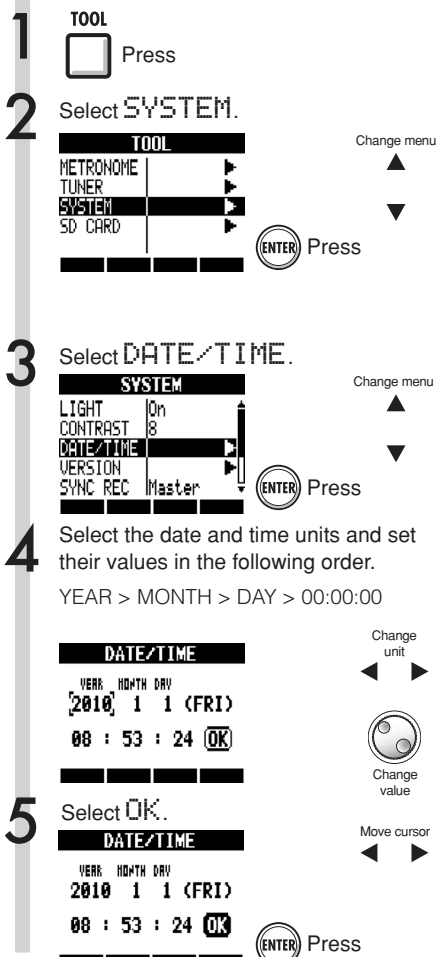 1
TOOL
Press
2
Select SYSTEM.
TOOL
METRONOME
TUNER
SYSTEM
SD CARD
Change menu
ENTER Press
3
Select DATE/TIME.
SYSTEM
LIGHT On
CONTRAST 8
DATE/TIME
VERSION
SYNC REC Master
Change menu
ENTER Press
4
Select the date and time units and set
their values in the following order.
YEAR > MONTH > DAY > 00:00:00
DATE/TIME
YEAR MONTH DAY
[2010] 1 1 (FRI)
08 : 53 : 24 OK
Change
unit
Change
value
5
Select OK.
DATE/TIME
YEAR MONTH DAY
2010 1 1 (FRI)
08 : 53 : 24 OK
Move cursor
ENTER Press